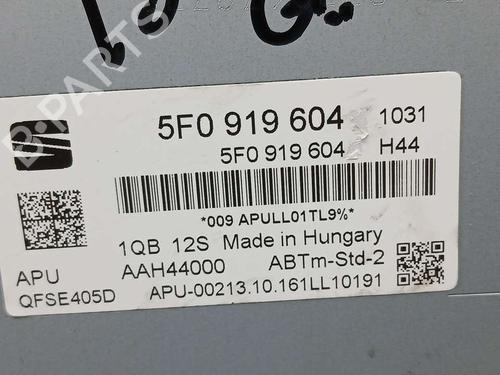 5F0 919 604 1031
5F0 919 604 H44
*009 APULL01TL9%*
1QB 12S Made in Hungary
APU AAH44000 ABTm-Std-2
QFSE405D APU-00213.10.161LL10191
B-PARTS